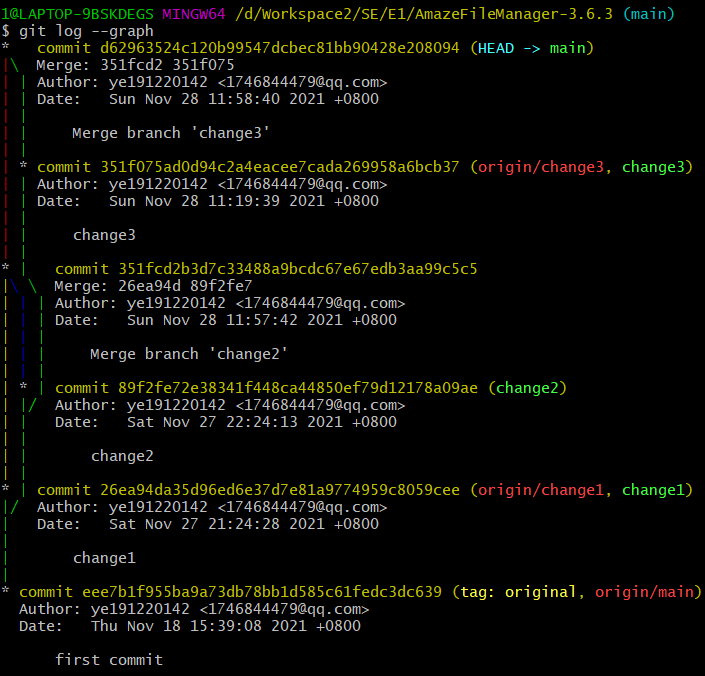 1@LAPTOP-9BSKDEGS MINGW64 /d/Workspace2/SE/E1/AmazeFileManager-3.6.3 (main)
$ git log --graph
*   commit d62963524c120b99547dcbec81bb90428e208094 (HEAD -> main)
|\  Merge: 351fcd2 351f075
| | Author: ye191220142 <1746844479@qq.com>
| | Date:   Sun Nov 28 11:58:40 2021 +0800
| |
| |     Merge branch 'change3'
| |
| * commit 351f075ad0d94c2a4eacee7cada269958a6bcb37 (origin/change3, change3)
| | Author: ye191220142 <1746844479@qq.com>
| | Date:   Sun Nov 28 11:19:39 2021 +0800
| |
| |     change3
| |
* |   commit 351fcd2b3d7c33488a9bcdc67e67edb3aa99c5c5
|\ \  Merge: 26ea94d 89f2fe7
| | | Author: ye191220142 <1746844479@qq.com>
| | | Date:   Sun Nov 28 11:57:42 2021 +0800
| | |
| | |     Merge branch 'change2'
| | |
| * | commit 89f2fe72e38341f448ca44850ef79d12178a09ae (change2)
| |/  Author: ye191220142 <1746844479@qq.com>
| |   Date:   Sat Nov 27 22:24:13 2021 +0800
| |
| |       change2
| |
* | commit 26ea94da35d96ed6e37d7e81a9774959c8059cee (origin/change1, change1)
|/  Author: ye191220142 <1746844479@qq.com>
|   Date:   Sat Nov 27 21:24:28 2021 +0800
|
|       change1
|
* commit eee7b1f955ba9a73db78bb1d585c61fedc3dc639 (tag: original, origin/main)
  Author: ye191220142 <1746844479@qq.com>
  Date:   Thu Nov 18 15:39:08 2021 +0800

      first commit